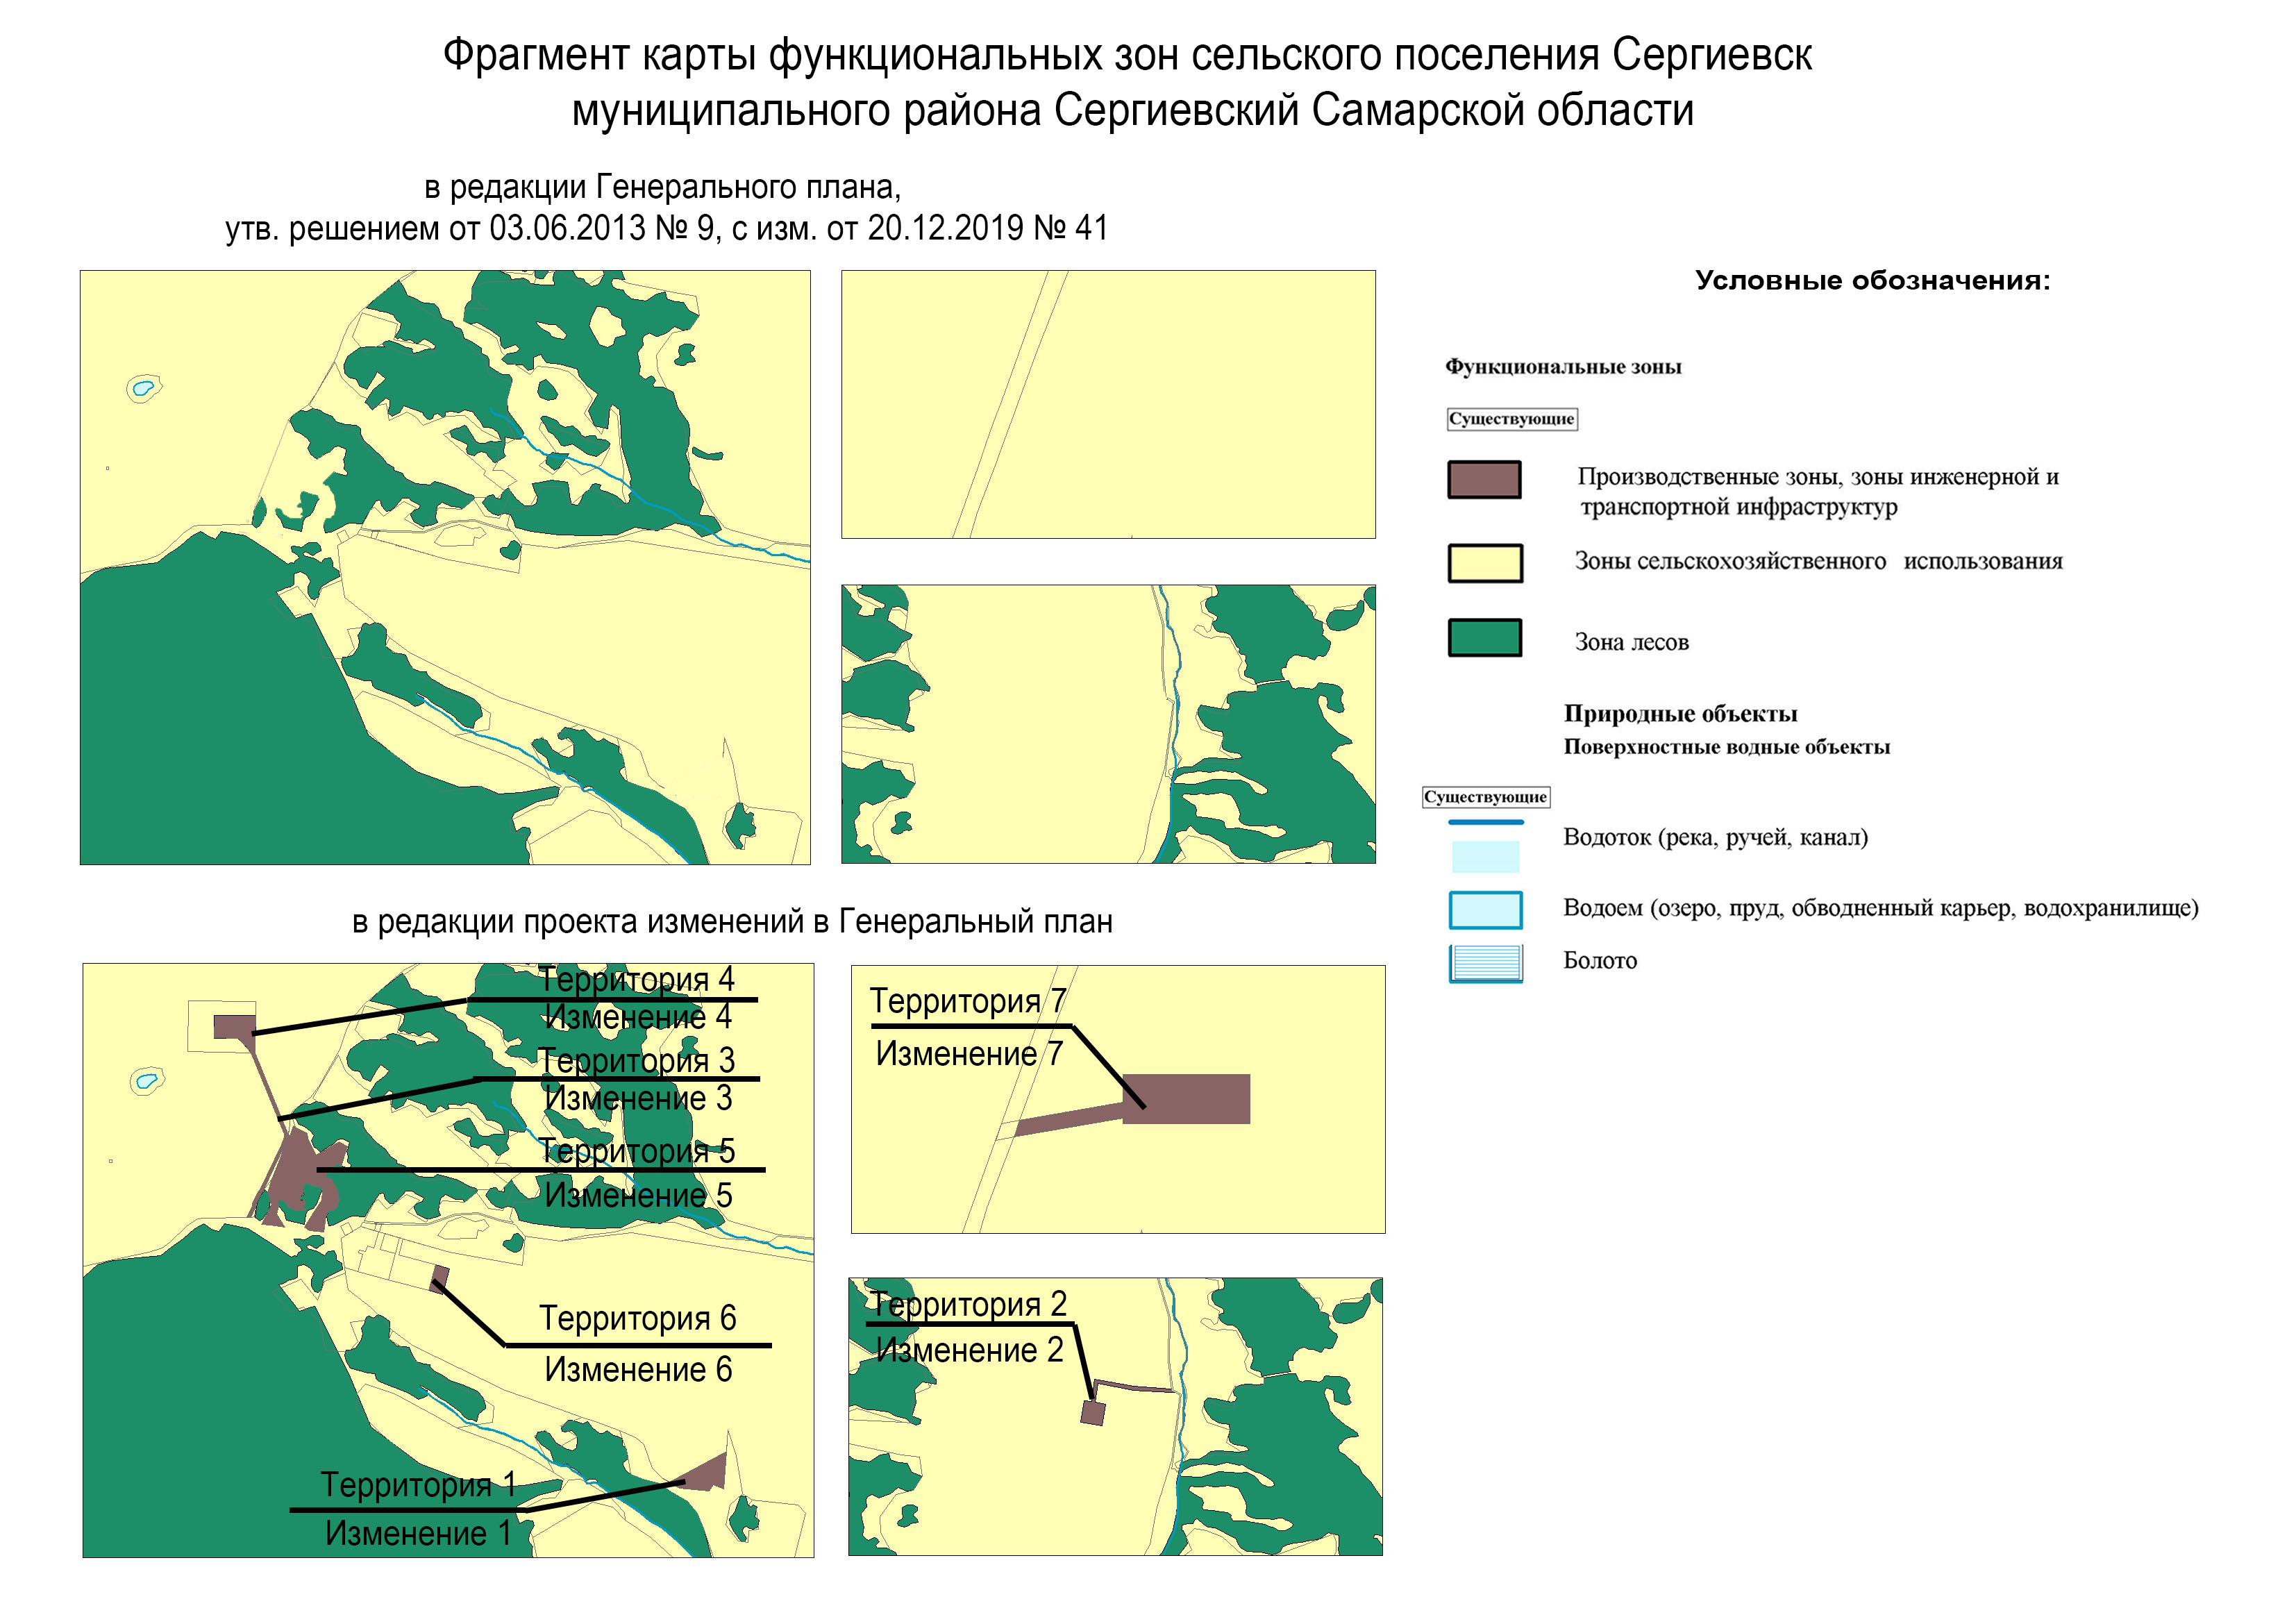 Фрагмент карты функциональных зон сельского поселения Сергиевск
муниципального района Сергиевский Самарской области
в редакции Генерального плана,
утв. решением от 03.06.2013 № 9, с изм. от 20.12.2019 № 41
Условные обозначения:
Функциональные зоны
Существующие
Производственные зоны, зоны инженерной и
транспортной инфраструктур
Зоны сельскохозяйственного использования
Зона лесов
Природные объекты
Поверхностные водные объекты
Существующие
Водоток (река, ручей, канал)
Водоем (озеро, пруд, обводненный карьер, водохранилище)
Болото
в редакции проекта изменений в Генеральный план
Территория 4
Изменение 4
Территория 3
Изменение 3
Территория 5
Изменение 5
Территория 6
Изменение 6
Территория 1
Изменение 1
Территория 7
Изменение 7
Территория 2
Изменение 2